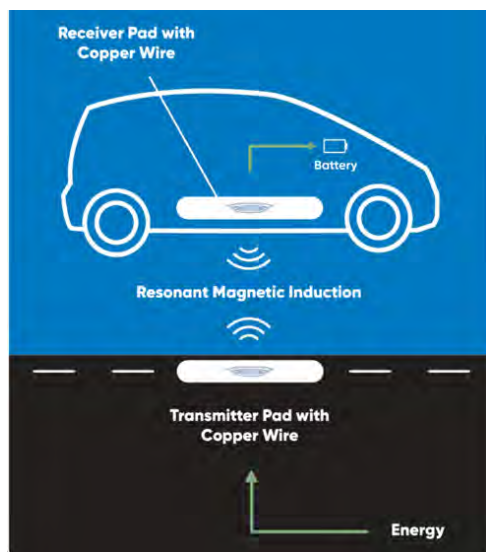 Receiver Pad with
Copper Wire
Battery
Resonant Magnetic Induction
Transmitter Pad with
Copper Wire
Energy